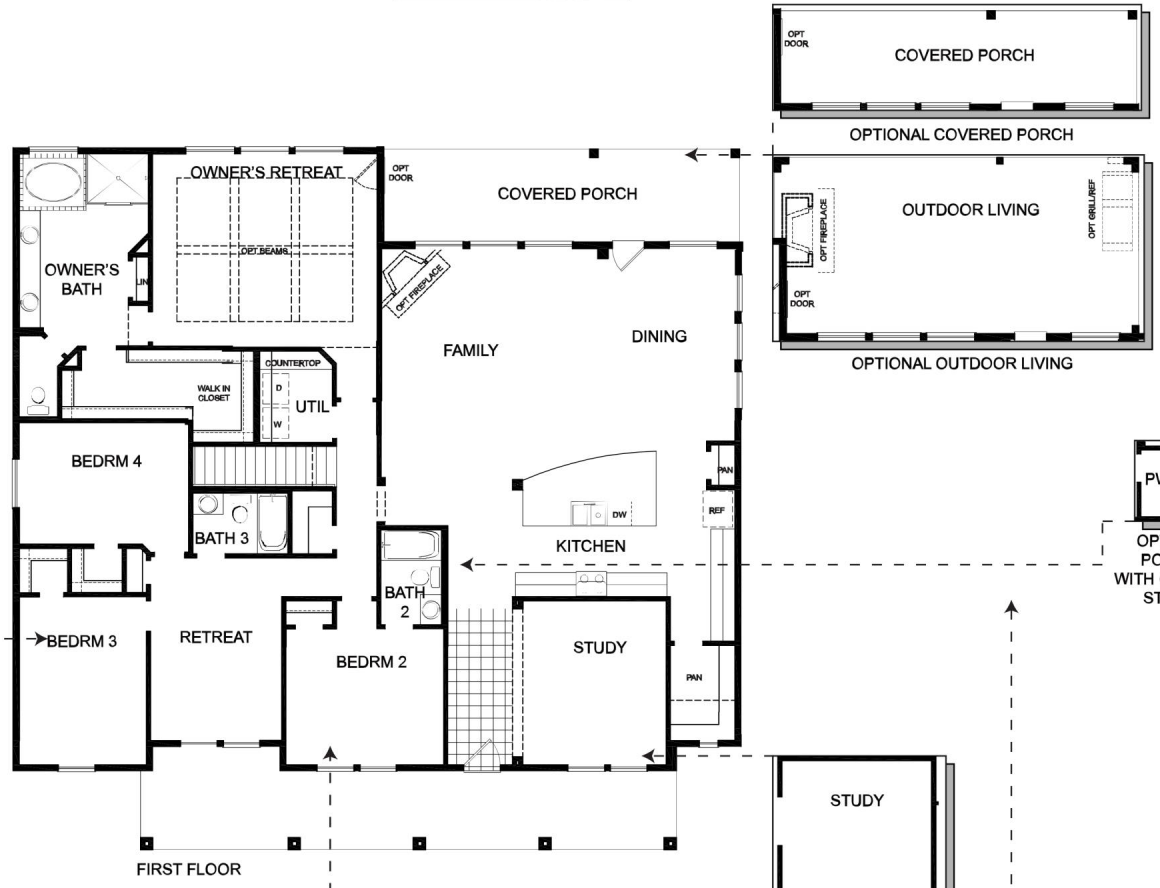 OPT
DOOR
COVERED PORCH
OPTIONAL COVERED PORCH
OWNER'S RETREAT
OPT
DOOR
COVERED PORCH
OUTDOOR LIVING
OPT GRILL/REF
OPT FIREPLACE
OPT
DOOR
OPTIONAL OUTDOOR LIVING
OWNER'S
BATH
LIN
OPT BEAMS
OPT FIREPLACE
FAMILY
DINING
COUNTERTOP
WALK IN
CLOSET
D
W
UTIL
BEDRM 4
PAN
REF
DW
BATH 3
KITCHEN
BATH
2
BEDRM 3
RETREAT
BEDRM 2
STUDY
PAN
STUDY
FIRST FLOOR
WITH